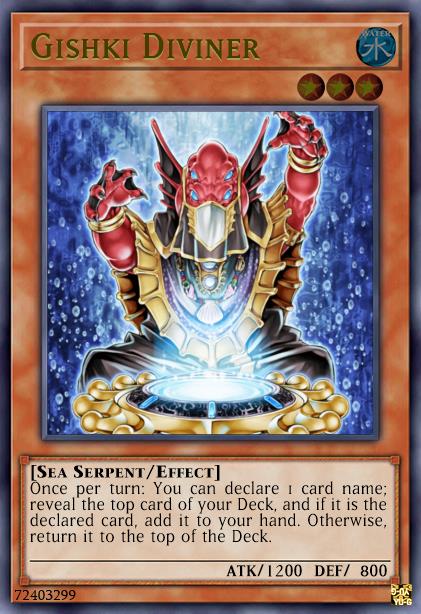 Gishki Diviner
WATER
水
[Sea Serpent/Effect]
Once per turn: You can declare 1 card name;
reveal the top card of your Deck, and if it is the
declared card, add it to your hand. Otherwise,
return it to the top of the Deck.
ATK/1200 DEF/ 800
72403299